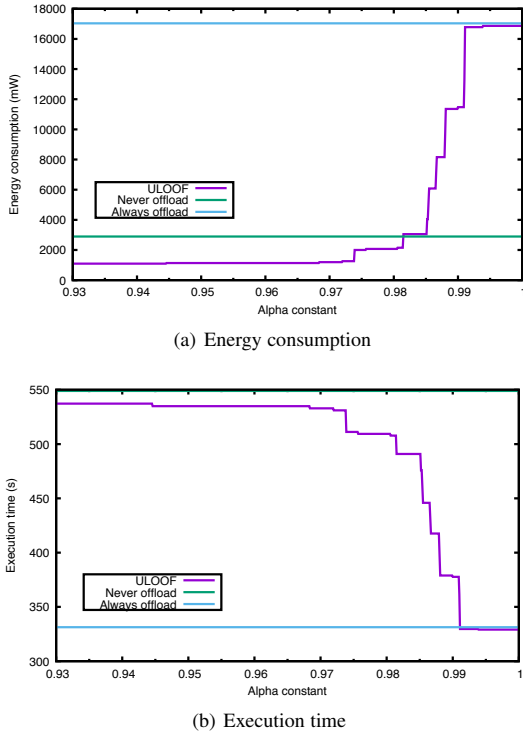 18000
16000
14000
12000
10000
8000
6000
4000
2000
0
Energy consumption (mW)
ULOOF
Never offload
Always offload
0.93 0.94 0.95 0.96 0.97 0.98 0.99 1
Alpha constant
(a) Energy consumption
550
500
450
400
350
300
Execution time (s)
ULOOF
Never offload
Always offload
0.93 0.94 0.95 0.96 0.97 0.98 0.99 1
Alpha constant
(b) Execution time